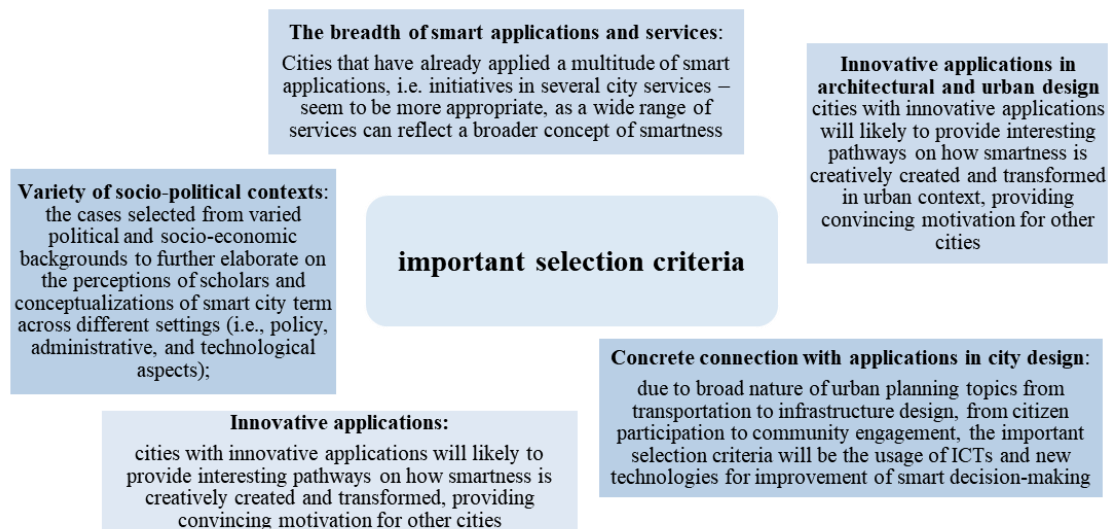 The breadth of smart applications and services:
Cities that have already applied a multitude of smart
applications, i.e. initiatives in several city services –
seem to be more appropriate, as a wide range of
services can reflect a broader concept of smartness
Innovative applications in
architectural and urban design
cities with innovative applications
will likely to provide interesting
pathways on how smartness is
creatively created and transformed
in urban context, providing
convincing motivation for other
cities
Variety of socio-political contexts:
the cases selected from varied
political and socio-economic
backgrounds to further elaborate on
the perceptions of scholars and
conceptualizations of smart city term
across different settings (i.e., policy,
administrative, and technological
aspects);
important selection criteria
Concrete connection with applications in city design:
due to broad nature of urban planning topics from
transportation to infrastructure design, from citizen
participation to community engagement, the important
selection criteria will be the usage of ICTs and new
technologies for improvement of smart decision-making
Innovative applications:
cities with innovative applications will likely to
provide interesting pathways on how smartness is
creatively created and transformed, providing
convincing motivation for other cities